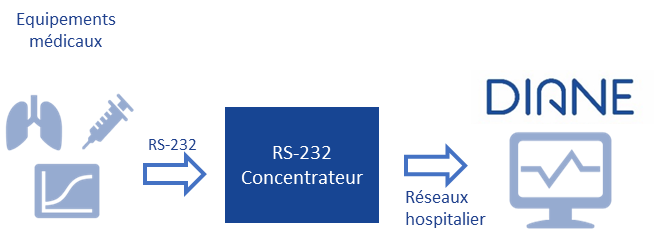 Equipements
médicaux
RS-232
RS-232
Concentrateur
Réseaux
hospitalier
DIANE